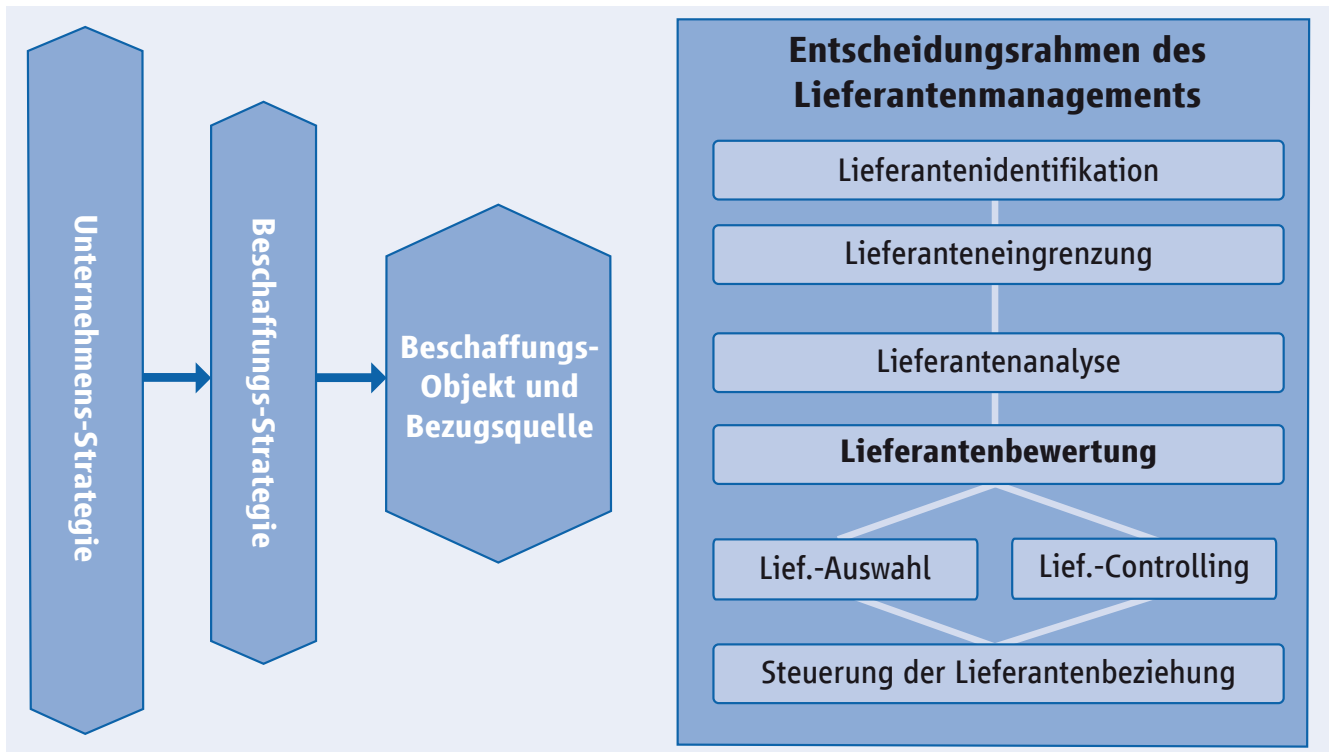 Unternehmens-Strategie
Beschaffungs-Strategie
Beschaffungs-
Objekt und
Bezugsquelle
Entscheidungsrahmen des
Lieferantenmanagements
Lieferantenidentifikation
Lieferanteneingrenzung
Lieferantenanalyse
Lieferantenbewertung
Lief.-Auswahl
Lief.-Controlling
Steuerung der Lieferantenbeziehung